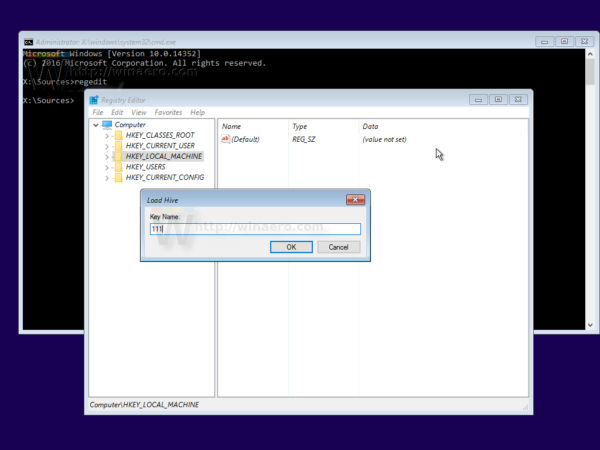 Administrator: X:\windows\system32\cmd.exe
Microsoft Windows [Version 10.0.14352]
(c) 2016 Microsoft Corporation. All rights reserved.
http://winaero.com
X:\Sources>regedit
X:\Sources>
Registry Editor
File Edit View Favorites Help
Computer
HKEY_CLASSES_ROOT
HKEY_CURRENT_USER
HKEY_LOCAL_MACHINE
HKEY_USERS
HKEY_CURRENT_CONFIG
Name Type Data
(Default) REG_SZ (value not set)
Load Hive
Key Name:
111
http://winaero.com
OK Cancel
Computer\HKEY_LOCAL_MACHINE